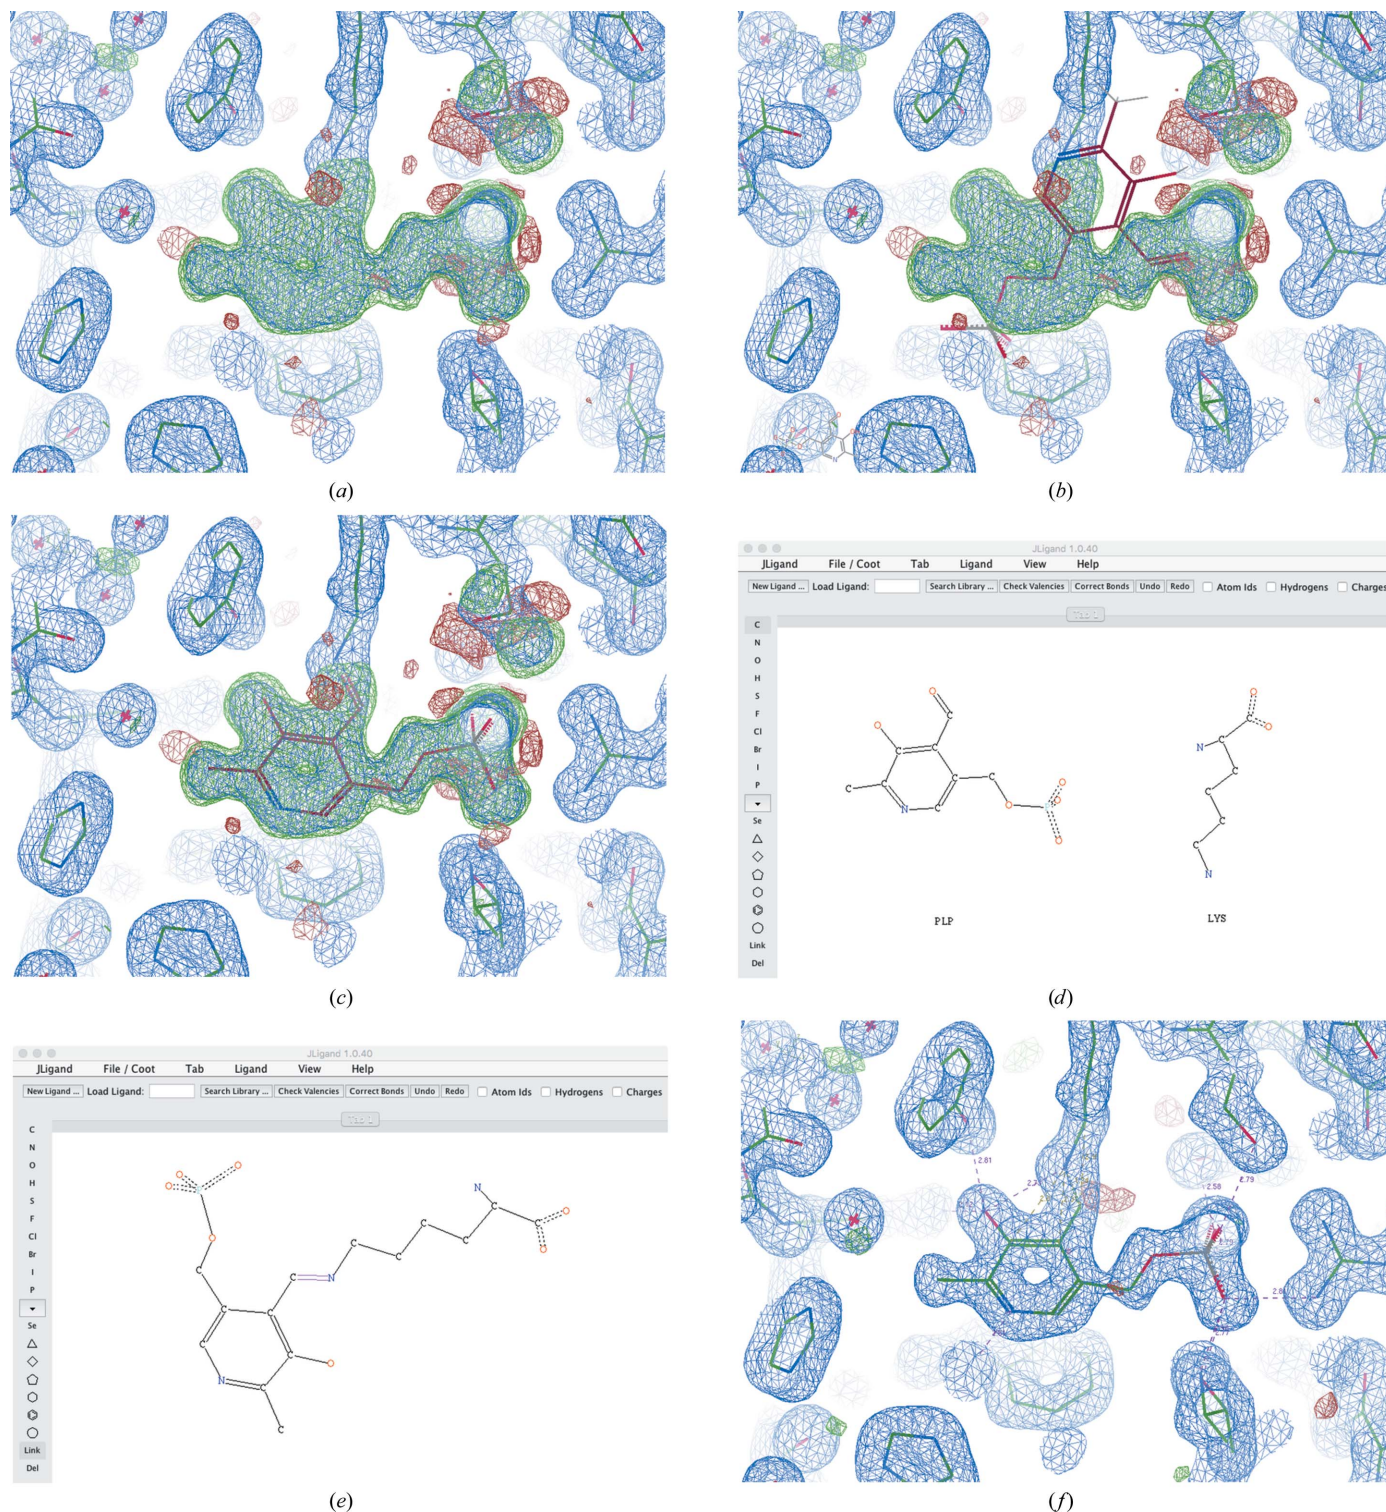 (a)
(b)
(c)
JLigand 1.0.40
JLigand File / Coot Tab Ligand View Help
New Ligand ... Load Ligand: Search Library ... Check Valencies Correct Bonds Undo Redo Atom Ids Hydrogens Charges
C
N
O
H
S
F
Cl
Br
I
P
Se
Link
Del
O
O
C
C
C
C
C
C
C
N
C
C
O
O
O
O
PLP
O
C
O
N
C
C
C
C
C
N
LYS
(d)
JLigand 1.0.40
JLigand File / Coot Tab Ligand View Help
New Ligand ... Load Ligand: Search Library ... Check Valencies Correct Bonds Undo Redo Atom Ids Hydrogens Charges
C
N
O
H
S
F
Cl
Br
I
P
Se
Link
Del
O
O
O
O
C
C
C
C
C
C
N
C
C
O
C
N
C
C
C
C
C
N
C
O
O
(e)
2.81
2.58
2.79
2.77
(f)